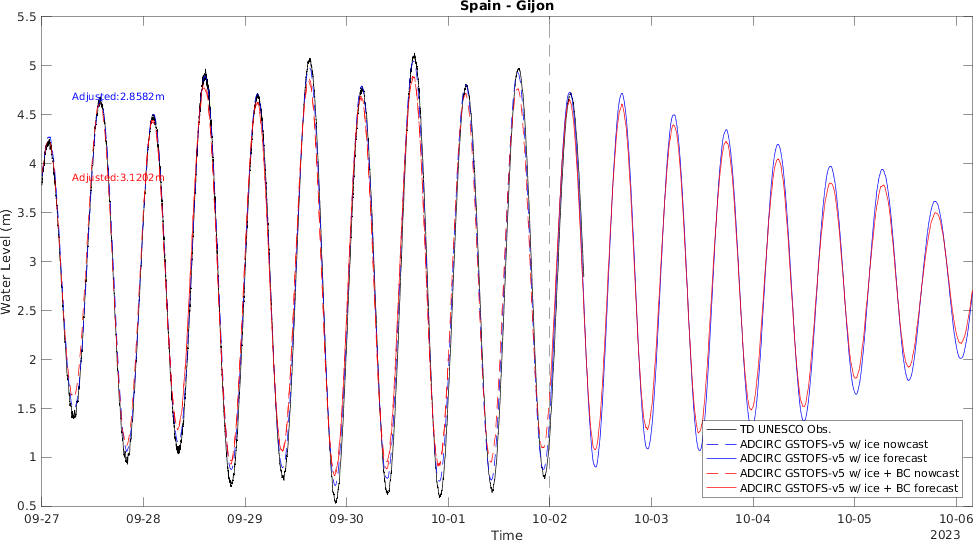 Spain - Gijon
5.5
5
4.5
4
3.5
3
2.5
2
1.5
1
0.5
Water Level (m)
Adjusted:2.8582m
Adjusted:3.1202m
TD UNESCO Obs.
ADCIRC GSTOFS-v5 w/ ice nowcast
ADCIRC GSTOFS-v5 w/ ice forecast
ADCIRC GSTOFS-v5 w/ ice + BC nowcast
ADCIRC GSTOFS-v5 w/ ice + BC forecast
09-27 09-28 09-29 09-30 10-01 10-02 10-03 10-04 10-05 10-06
Time
2023